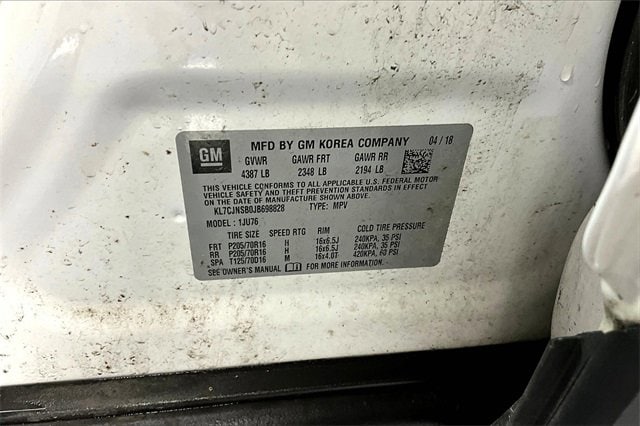 GM MFD BY GM KOREA COMPANY 04 / 18
GVWR GAWR FRT GAWR RR
4387 LB 2348 LB 2194 LB
THIS VEHICLE CONFORMS TO ALL APPLICABLE U.S. FEDERAL MOTOR
VEHICLE SAFETY AND THEFT PREVENTION STANDARDS IN EFFECT
ON THE DATE OF MANUFACTURE SHOWN ABOVE.
KL7CJNSB0JB698828 TYPE: MPV
MODEL: 1JU76
TIRE SIZE SPEED RTG RIM COLD TIRE PRESSURE
FRT P205/70R16 H 16x6.5J 240KPA, 35 PSI
RR P205/70R16 H 16x6.5J 240KPA, 35 PSI
SPA T125/70D16 M 16x4.0T 420KPA, 60 PSI
SEE OWNER'S MANUAL FOR MORE INFORMATION.